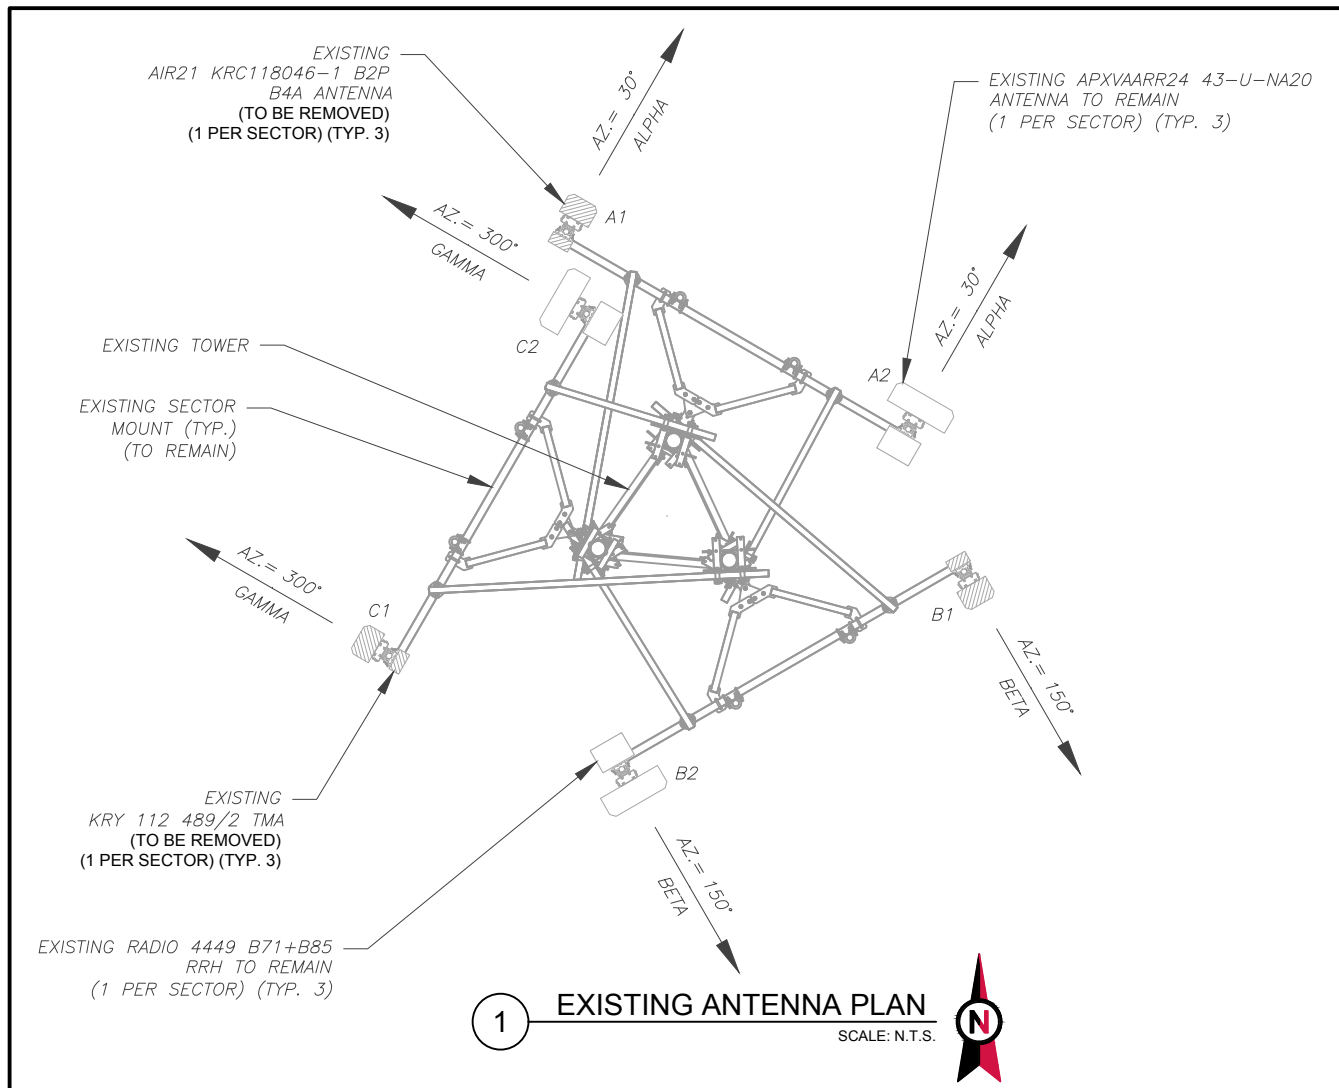 EXISTING
AIR21 KRC118046-1 B2P
B4A ANTENNA
(TO BE REMOVED)
(1 PER SECTOR) (TYP. 3)
AZ.= 30°
ALPHA
EXISTING APXVAARR24 43-U-NA20
ANTENNA TO REMAIN
(1 PER SECTOR) (TYP. 3)
A1
AZ.= 300°
GAMMA
AZ.= 30°
ALPHA
C2
A2
EXISTING TOWER
EXISTING SECTOR
MOUNT (TYP.)
(TO REMAIN)
AZ.= 300°
GAMMA
C1
B1
AZ.= 150°
BETA
B2
EXISTING
KRY 112 489/2 TMA
(TO BE REMOVED)
(1 PER SECTOR) (TYP. 3)
AZ.= 150°
BETA
EXISTING RADIO 4449 B71+B85
RRH TO REMAIN
(1 PER SECTOR) (TYP. 3)
1
EXISTING ANTENNA PLAN
SCALE: N.T.S.
N